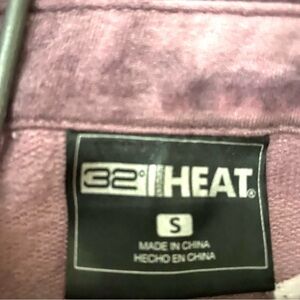 32° HEAT®
S
MADE IN CHINA
HECHO EN CHINA